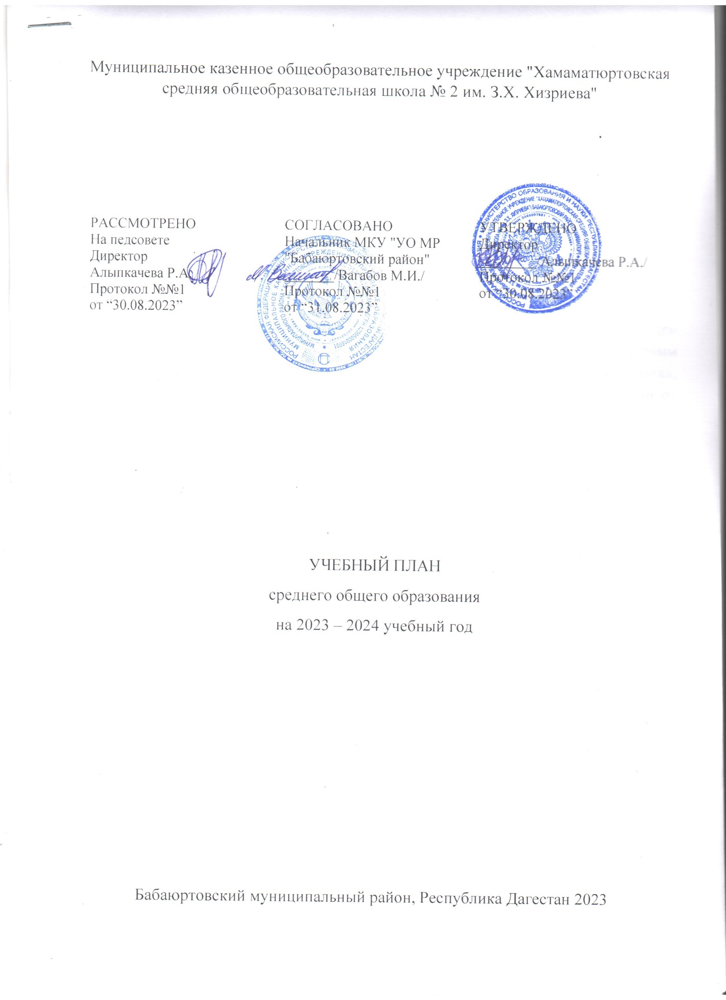 Муниципальное казенное общеобразовательное учреждение "Хамаматюртовская
средняя общеобразовательная школа № 2 им. З.Х. Хизриева"
РАССМОТРЕНО
На педсовете
Директор
Алыпкачева Р.А.
Протокол №№1
от “30.08.2023”
СОГЛАСОВАНО
Начальник МКУ "УО МР
"Бабаюртовский район"
/Вагабов М.И./
Протокол №№1
от “31.08.2023”
УТВЕРЖДЕНО
Директор
/Алыпкачева Р.А./
Протокол №№1
от “30.08.2023”
УЧЕБНЫЙ ПЛАН
среднего общего образования
на 2023 – 2024 учебный год
Бабаюртовский муниципальный район, Республика Дагестан 2023